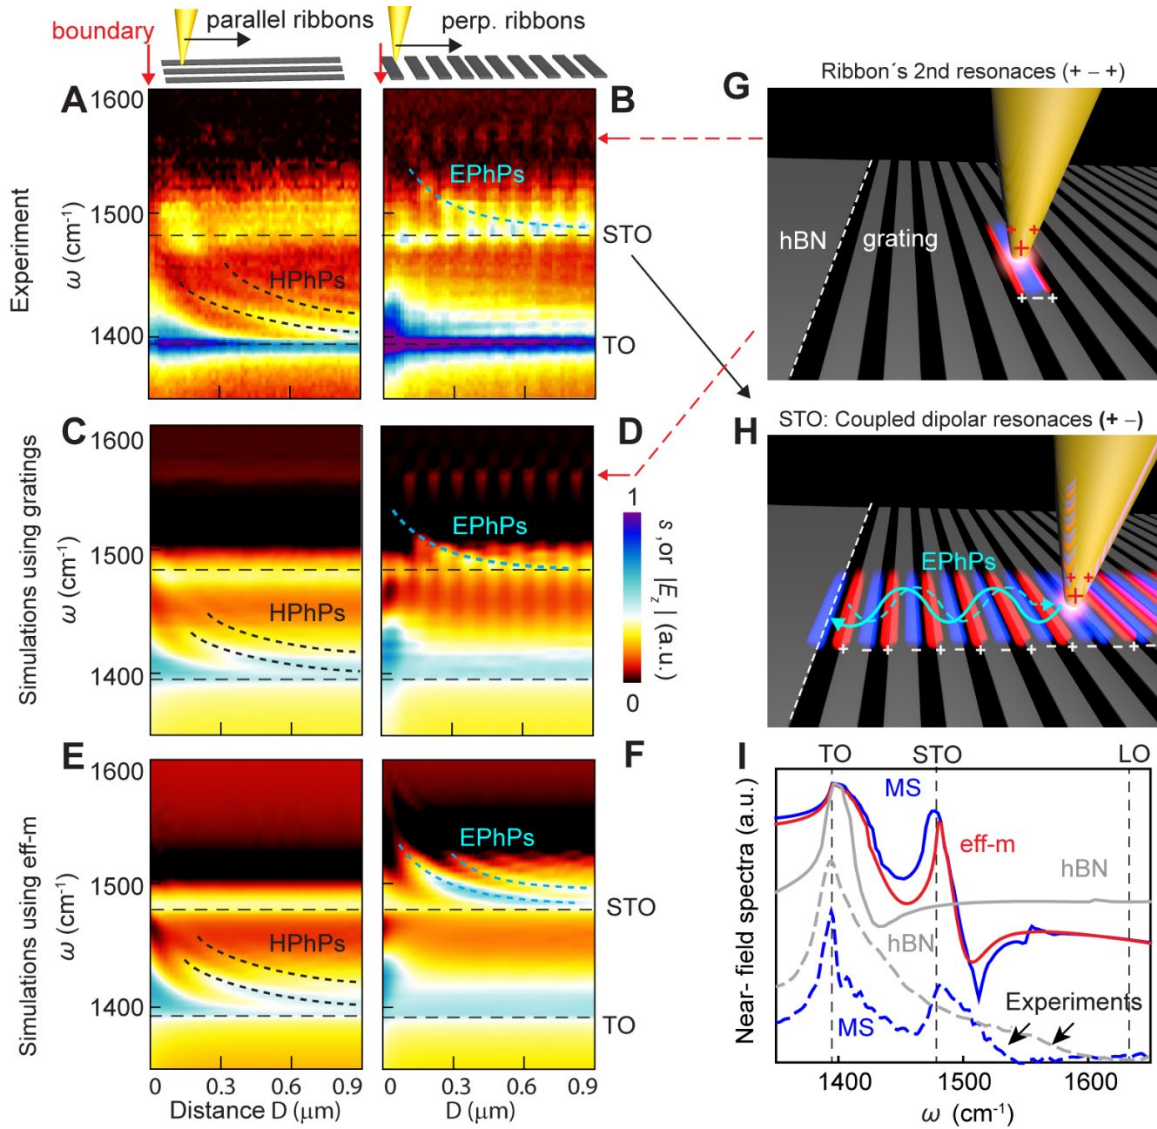 parallel ribbons
perp. ribbons
boundary
A
B
1600
1500
1400
Experiment
ω (cm⁻¹)
HPhPs
EPhPs
STO
TO
G
Ribbon´s 2nd resonaces (+ – +)
hBN
grating
+ +
+
+ – +
C
D
1600
1500
1400
Simulations using gratings
ω (cm⁻¹)
HPhPs
EPhPs
1
0
s, or |E_z| (a.u.)
H
STO: Coupled dipolar resonaces (+ –)
EPhPs
+ +
+
+ – + – + – + – + – + – +
E
F
1600
1500
1400
Simulations using eff-m
ω (cm⁻¹)
HPhPs
EPhPs
STO
TO
0 0.3 0.6 0.9
Distance D (μm)
0 0.3 0.6 0.9
D (μm)
I
TO STO LO
MS
eff-m
hBN
hBN
MS
Experiments
Near- field spectra (a.u.)
1400 1500 1600
ω (cm⁻¹)